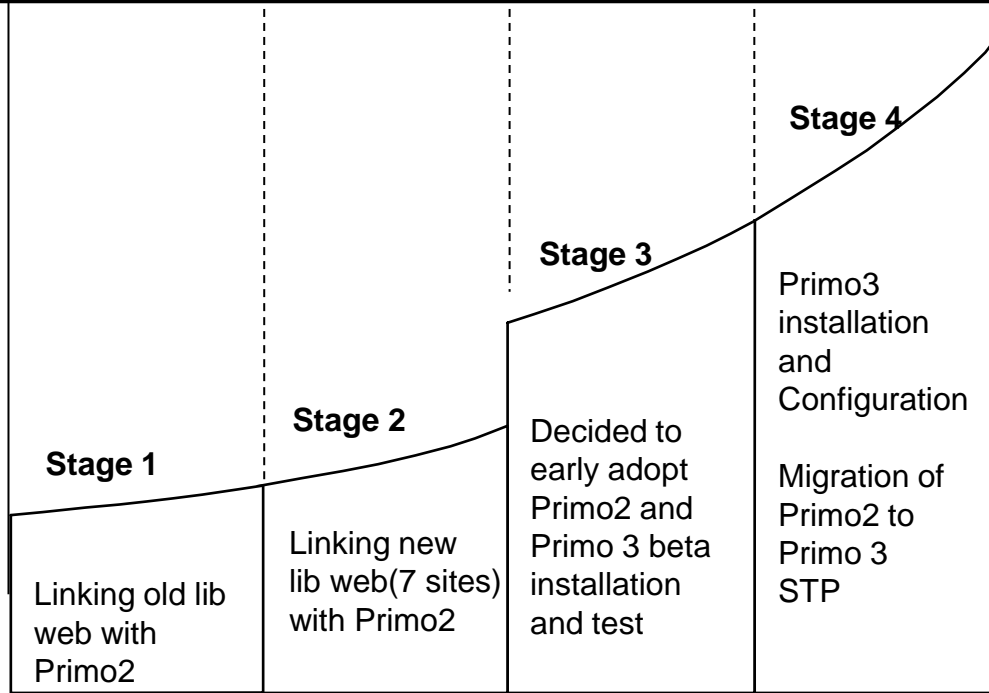 Stage 1
Linking old lib
web with
Primo2
Stage 2
Linking new
lib web(7 sites)
with Primo2
Stage 3
Decided to
early adopt
Primo2 and
Primo 3 beta
installation
and test
Stage 4
Primo3
installation
and
Configuration
Migration of
Primo2 to
Primo 3
STP